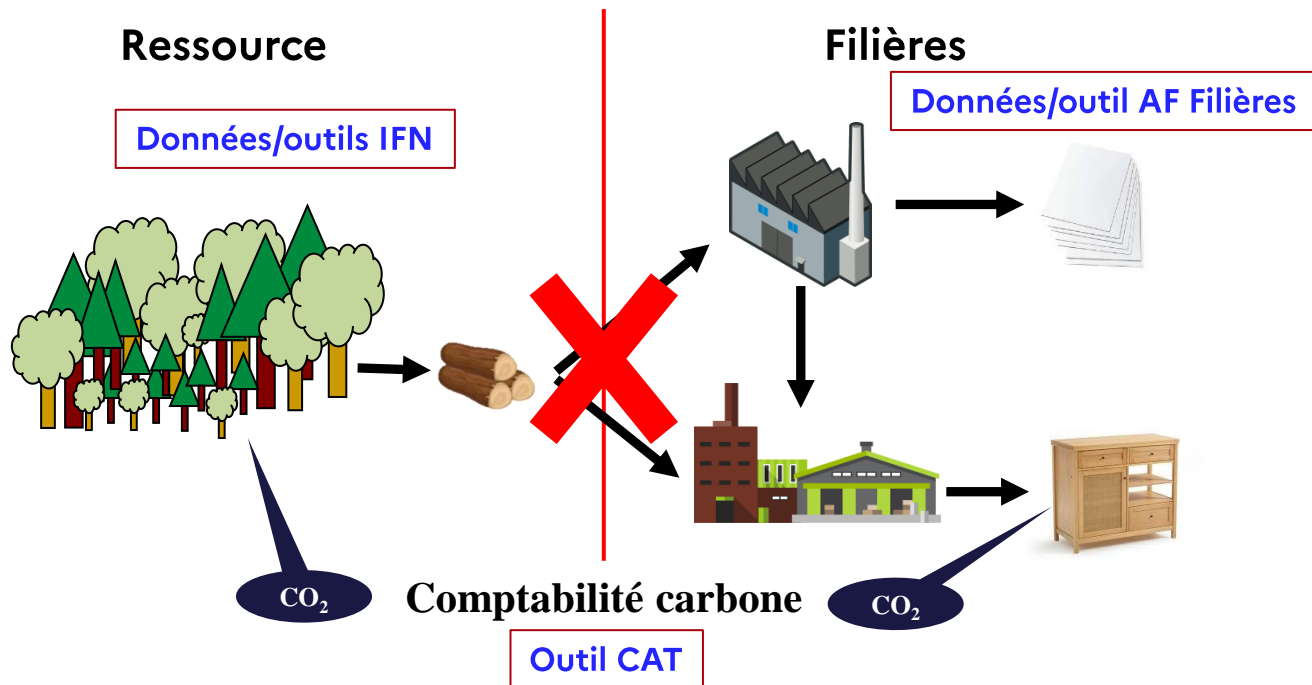 Ressource
Filières
Données/outils IFN
Données/outil AF Filières
CO₂
Comptabilité carbone
CO₂
Outil CAT